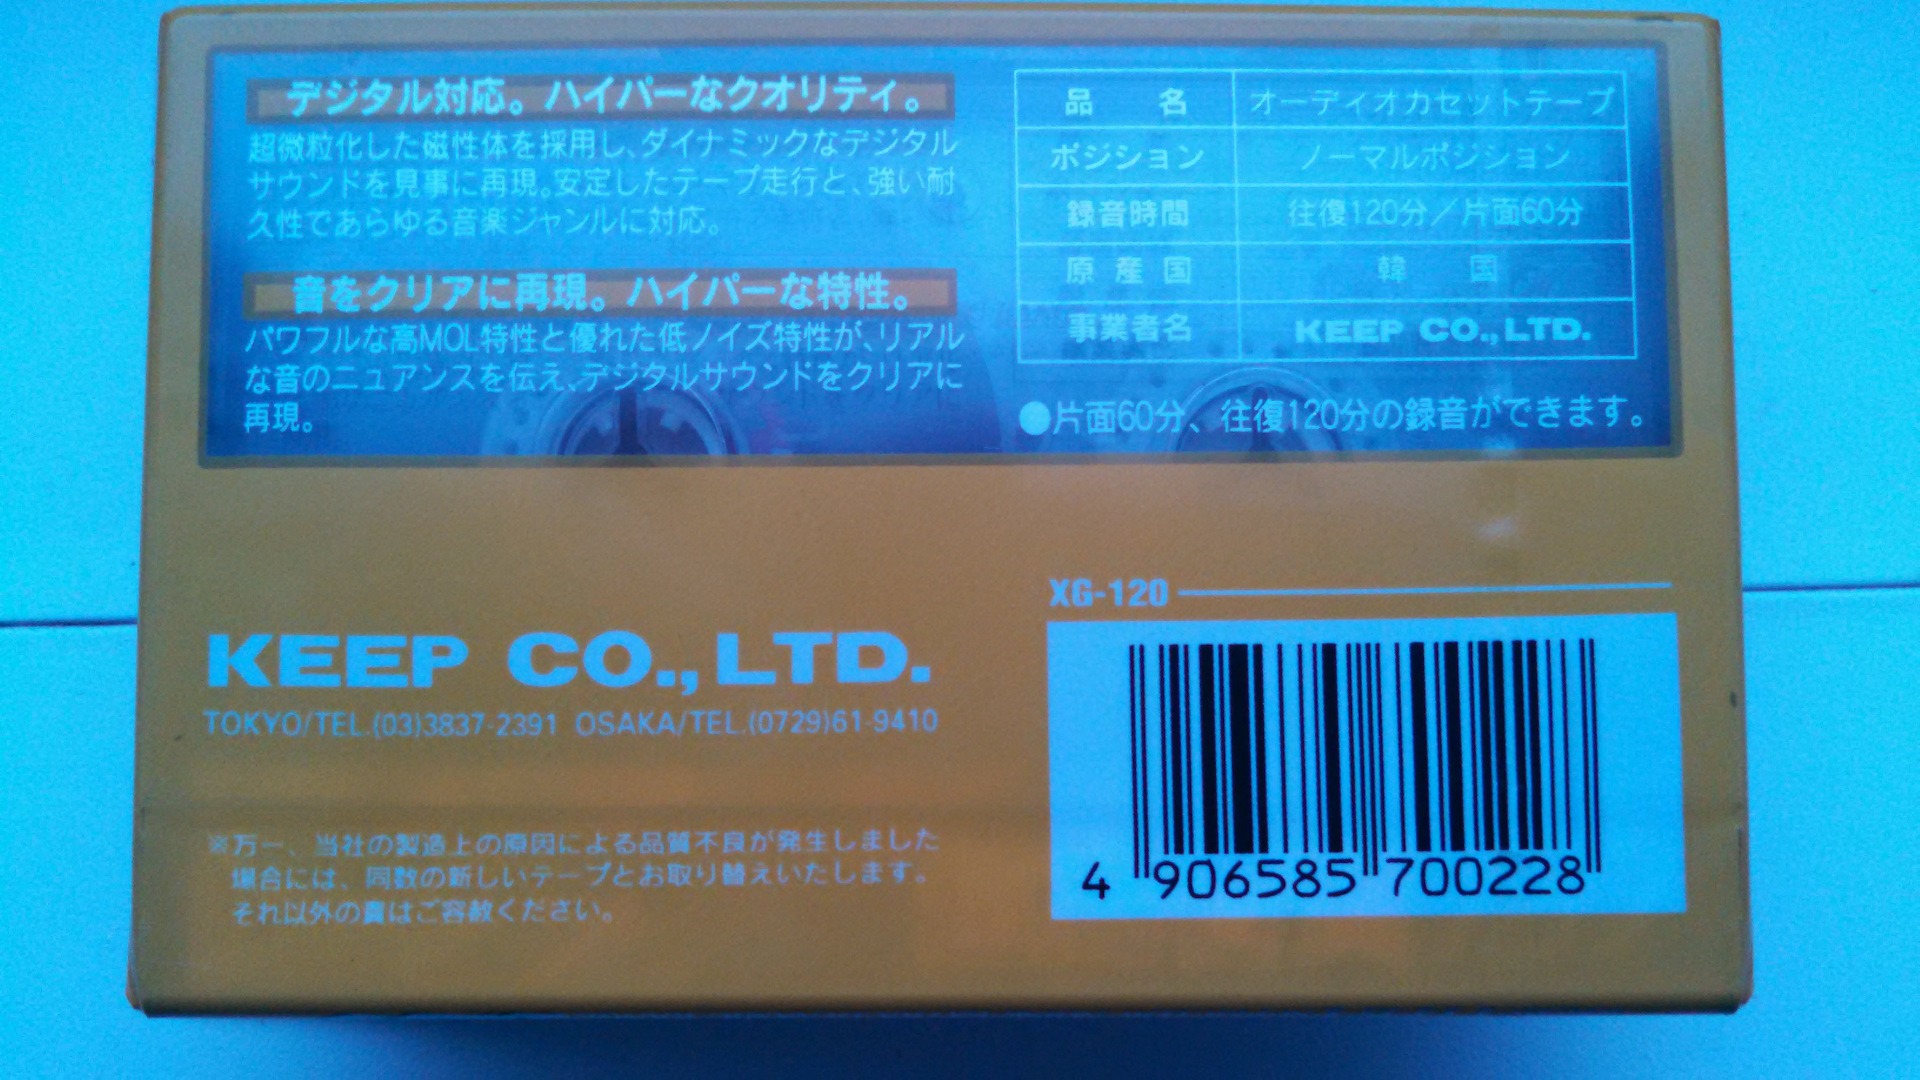 デジタル対応。ハイパーなクオリティ。
超微粒化した磁性体を採用し、ダイナミックなデジタル
サウンドを見事に再現。安定したテープ走行と、強い耐
久性であらゆる音楽ジャンルに対応。
音をクリアに再現。ハイパーな特性。
パワフルな高MOL特性と優れた低ノイズ特性が、リアル
な音のニュアンスを伝え、デジタルサウンドをクリアに
再現。
品名 オーディオカセットテープ
ポジション ノーマルポジション
録音時間 往復120分/片面60分
原産国 韓国
事業者名 KEEP CO.,LTD.
●片面60分、往復120分の録音ができます。
KEEP CO.,LTD.
TOKYO/TEL.(03)3837-2391 OSAKA/TEL.(0729)61-9410
※万一、当社の製造上の原因による品質不良が発生しました
場合には、同数の新しいテープとお取り替えいたします。
それ以外の責はご容赦ください。
XG-120
4 906585 700228